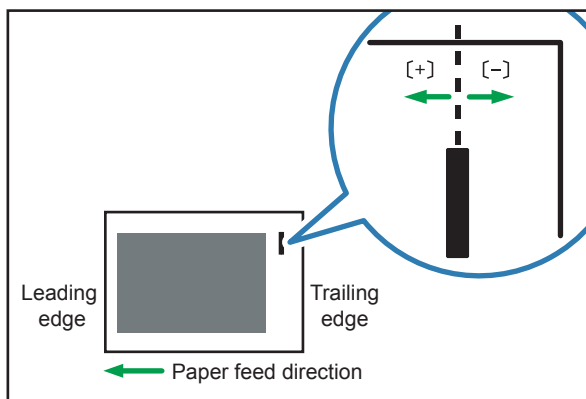 [+] [−]
Leading
edge
Trailing
edge
Paper feed direction